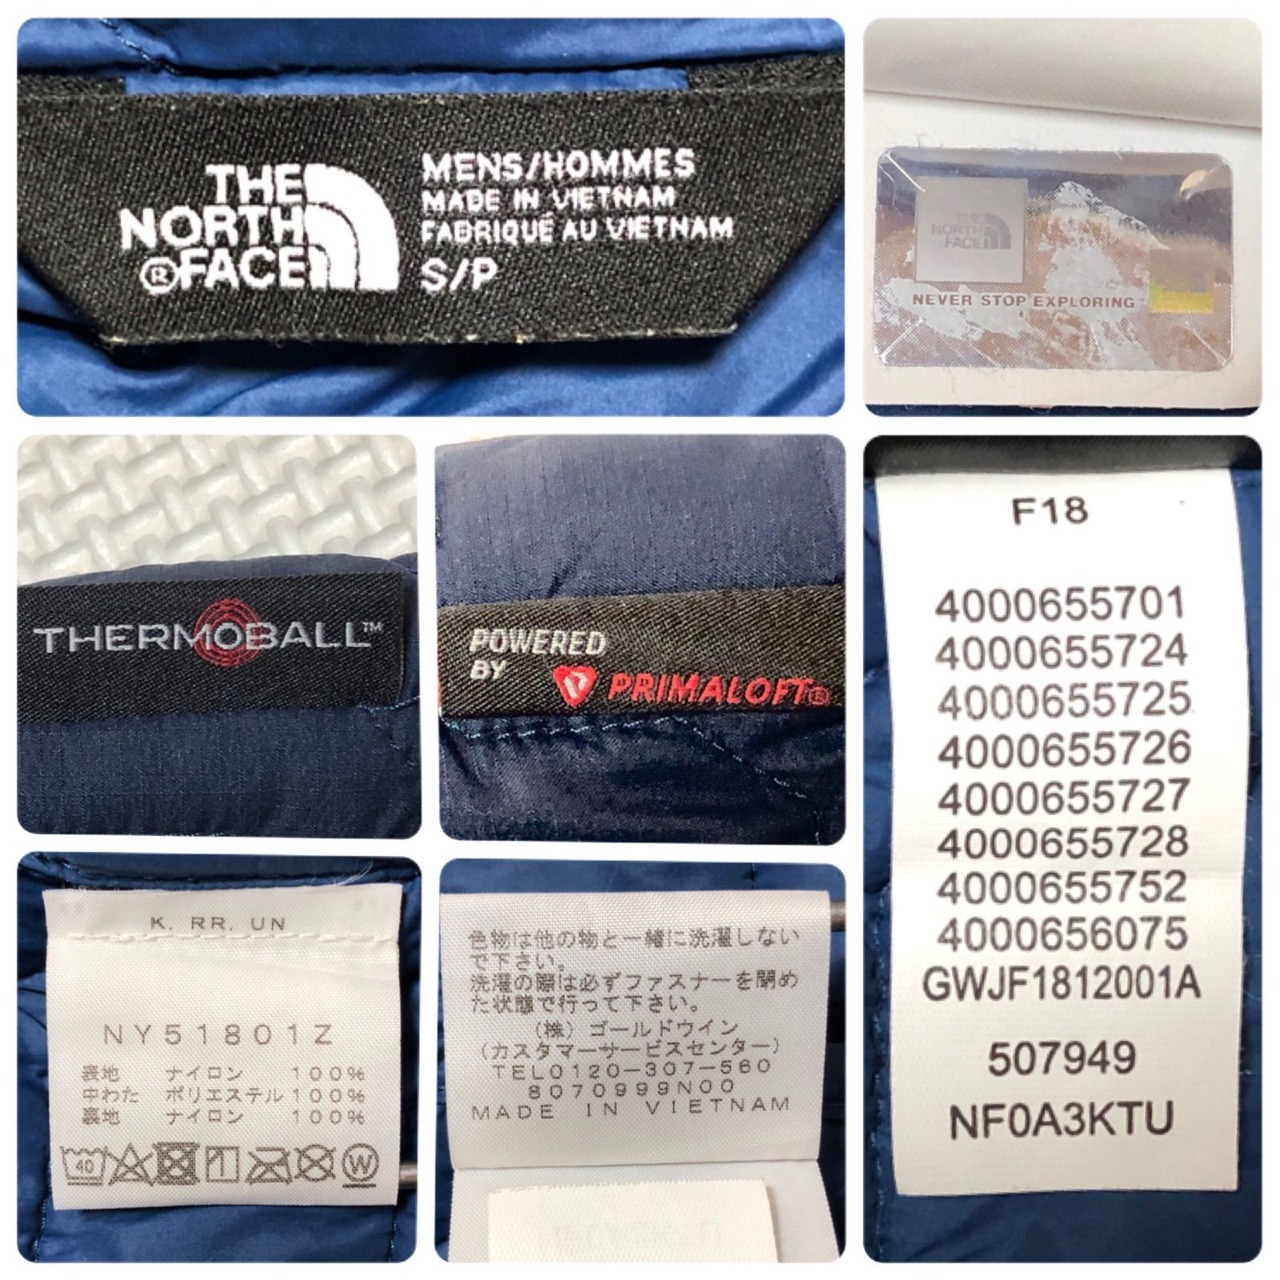 THE
NORTH
®FACE
MENS/HOMMES
MADE IN VIETNAM
FABRIQUÉ AU VIETNAM
S/P
THE
NORTH
FACE
NEVER STOP EXPLORING
THERMOBALL™
POWERED
BY
PRIMALOFT®
F18
4000655701
4000655724
4000655725
4000655726
4000655727
4000655728
4000655752
4000656075
GWJF1812001A
507949
NF0A3KTU
K. RR. UN
NY51801Z
表地 ナイロン 100%
中わた ポリエステル 100%
裏地 ナイロン 100%
40
W
色物は他の物と一緒に洗濯しない
で下さい。
洗濯の際は必ずファスナーを閉め
た状態で行って下さい。
(株)ゴールドウイン
(カスタマーサービスセンター)
TEL0120-307-560
8070999N00
MADE IN VIETNAM